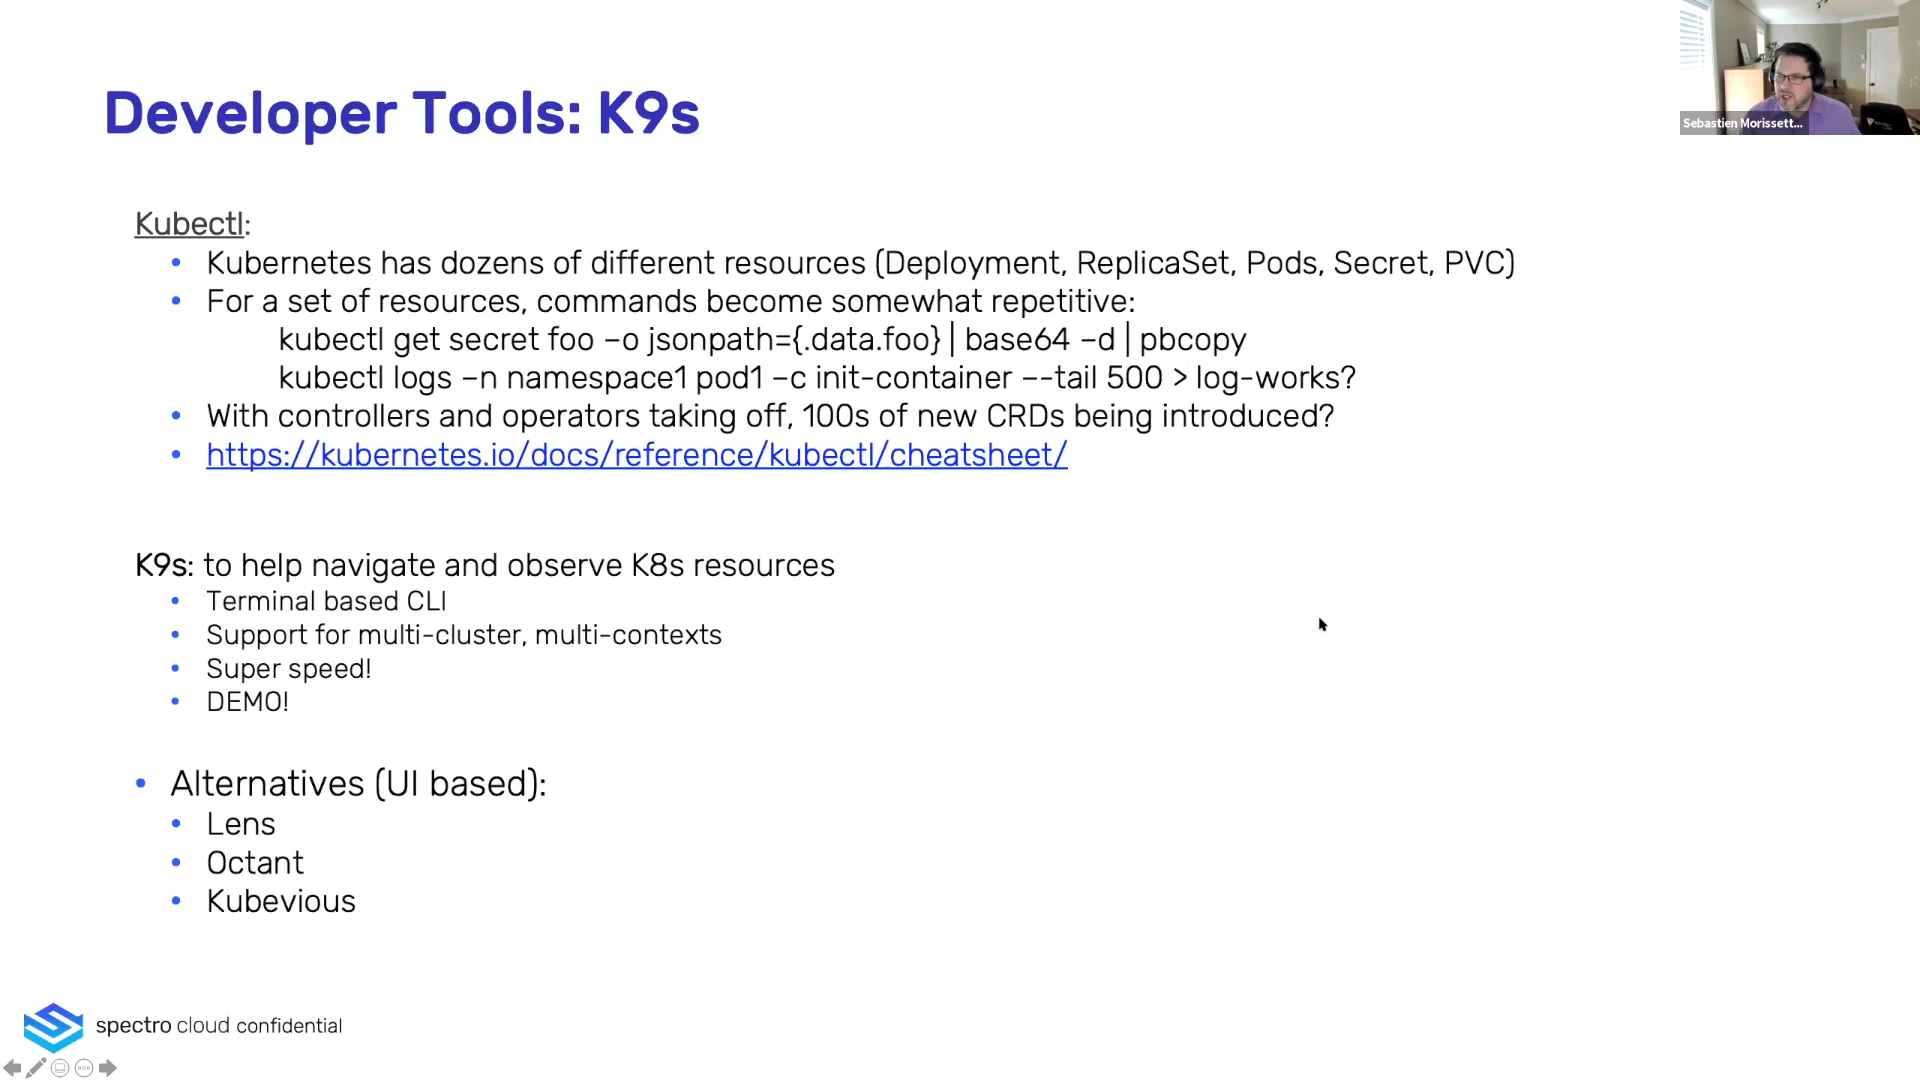 Developer Tools: K9s
Sebastien Morissett...
Kubectl:
• Kubernetes has dozens of different resources (Deployment, ReplicaSet, Pods, Secret, PVC)
• For a set of resources, commands become somewhat repetitive:
kubectl get secret foo –o jsonpath={.data.foo} | base64 –d | pbcopy
kubectl logs –n namespace1 pod1 –c init-container –-tail 500 > log-works?
• With controllers and operators taking off, 100s of new CRDs being introduced?
• https://kubernetes.io/docs/reference/kubectl/cheatsheet/
K9s: to help navigate and observe K8s resources
• Terminal based CLI
• Support for multi-cluster, multi-contexts
• Super speed!
• DEMO!
• Alternatives (UI based):
• Lens
• Octant
• Kubevious
spectro cloud confidential